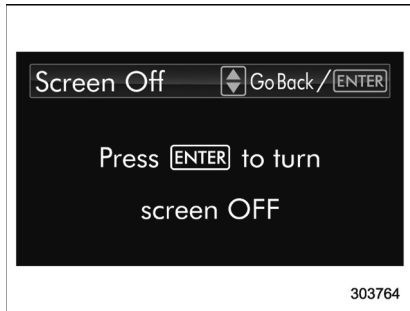 Screen Off Go Back / ENTER
Press ENTER to turn
screen OFF
303764